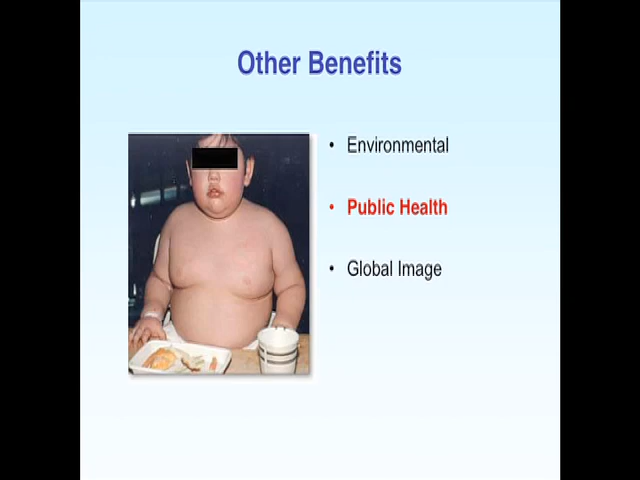 Other Benefits
• Environmental
• Public Health
• Global Image